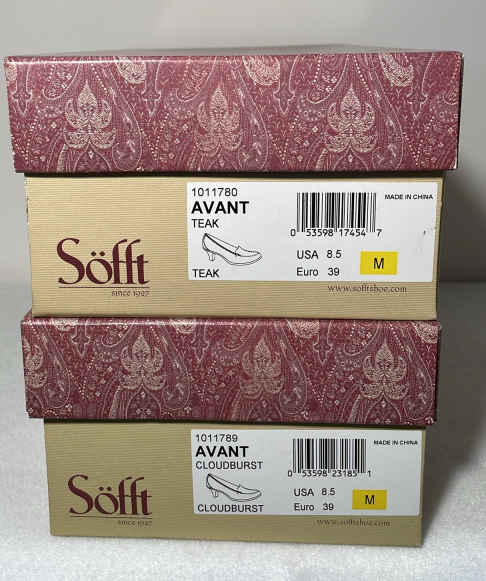 1011780
AVANT
TEAK
TEAK
0 53598 17454 7
MADE IN CHINA
USA 8.5
Euro 39
M
Söfft
since 1927
www.sofftshoe.com
1011789
AVANT
CLOUDBURST
CLOUDBURST
0 53598 23185 1
MADE IN CHINA
USA 8.5
Euro 39
M
Söfft
since 1927
www.sofftshoe.com